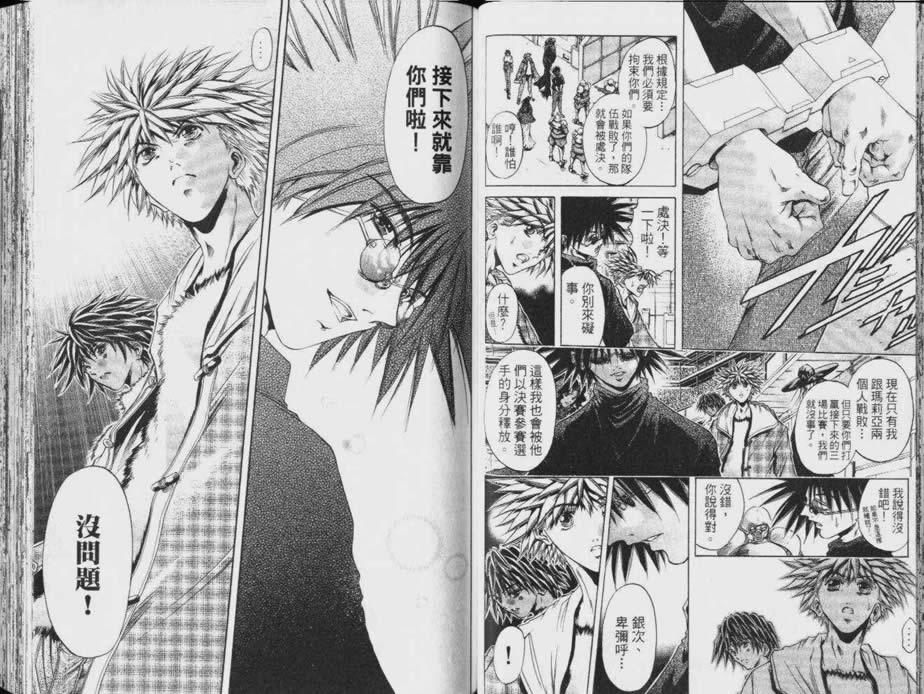 根據規定…
我們必須要
拘束你們。
如果你們的隊
伍戰敗了，那
就會被處決。
哼！誰怕
誰啊！
處決！等
一下啦！
你別來礙
事。
什麼？
現在只有我
跟瑪莉亞兩
個人戰敗…
但只要你們打
贏接下來的三
場比賽，我們
就沒事了。
這樣我也會被他
們以決賽參賽選
手的身分釋放。
我說得沒
錯吧！
沒錯，
你說得對。
銀次、
卑彌呼…
！
接下來就靠
你們啦！
…
沒問題！